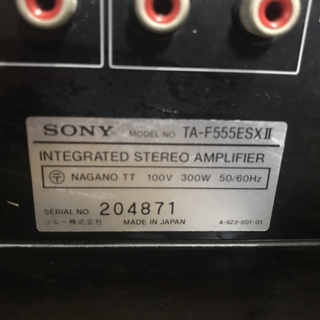 SONY MODEL NO. TA-F555ESXⅡ
INTEGRATED STEREO AMPLIFIER
〒 NAGANO TT 100V 300W 50/60Hz
SERIAL NO. 204871
ソニー株式会社 MADE IN JAPAN 4-923-601-01